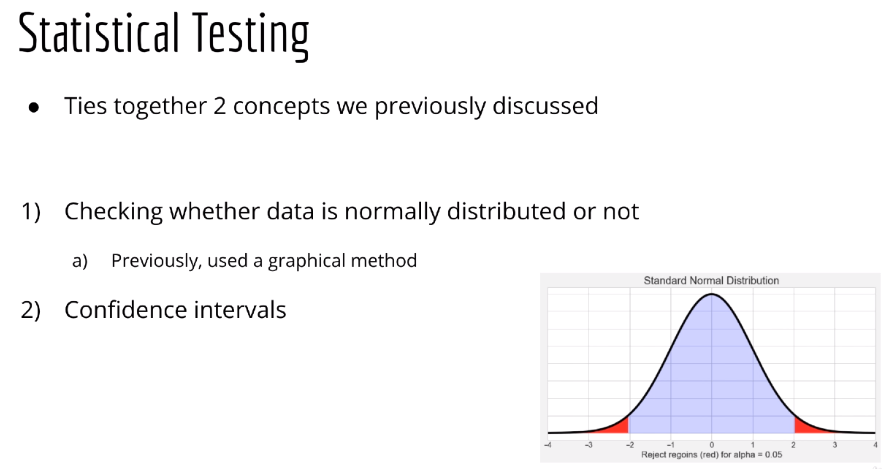 Statistical Testing
● Ties together 2 concepts we previously discussed
1) Checking whether data is normally distributed or not
a) Previously, used a graphical method
2) Confidence intervals
Standard Normal Distribution
-4 -3 -2 -1 0 1 2 3 4
Reject regoins (red) for alpha = 0.05